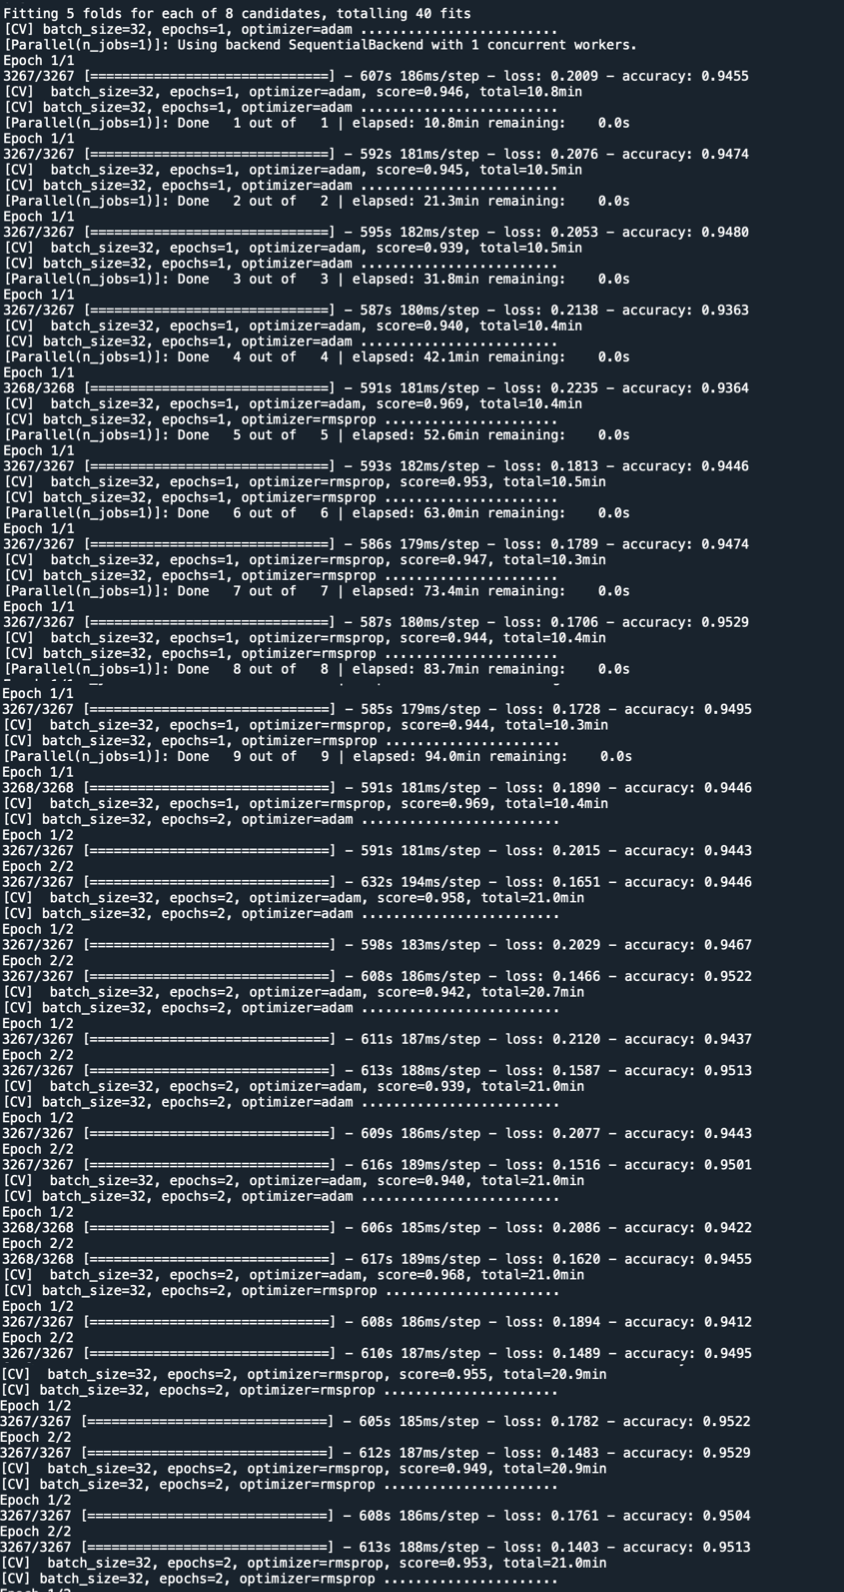 Fitting 5 folds for each of 8 candidates, totalling 40 fits
[CV] batch_size=32, epochs=1, optimizer=adam .........................
[Parallel(n_jobs=1)]: Using backend SequentialBackend with 1 concurrent workers.
Epoch 1/1
3267/3267 [==============================] - 607s 186ms/step - loss: 0.2009 - accuracy: 0.9455
[CV]  batch_size=32, epochs=1, optimizer=adam, score=0.946, total=10.8min
[CV] batch_size=32, epochs=1, optimizer=adam .........................
[Parallel(n_jobs=1)]: Done   1 out of   1 | elapsed: 10.8min remaining:    0.0s
Epoch 1/1
3267/3267 [==============================] - 592s 181ms/step - loss: 0.2076 - accuracy: 0.9474
[CV]  batch_size=32, epochs=1, optimizer=adam, score=0.945, total=10.5min
[CV] batch_size=32, epochs=1, optimizer=adam .........................
[Parallel(n_jobs=1)]: Done   2 out of   2 | elapsed: 21.3min remaining:    0.0s
Epoch 1/1
3267/3267 [==============================] - 595s 182ms/step - loss: 0.2053 - accuracy: 0.9480
[CV]  batch_size=32, epochs=1, optimizer=adam, score=0.939, total=10.5min
[CV] batch_size=32, epochs=1, optimizer=adam .........................
[Parallel(n_jobs=1)]: Done   3 out of   3 | elapsed: 31.8min remaining:    0.0s
Epoch 1/1
3267/3267 [==============================] - 587s 180ms/step - loss: 0.2138 - accuracy: 0.9363
[CV]  batch_size=32, epochs=1, optimizer=adam, score=0.940, total=10.4min
[CV] batch_size=32, epochs=1, optimizer=adam .........................
[Parallel(n_jobs=1)]: Done   4 out of   4 | elapsed: 42.1min remaining:    0.0s
Epoch 1/1
3268/3268 [==============================] - 591s 181ms/step - loss: 0.2235 - accuracy: 0.9364
[CV]  batch_size=32, epochs=1, optimizer=adam, score=0.969, total=10.4min
[CV] batch_size=32, epochs=1, optimizer=rmsprop ......................
[Parallel(n_jobs=1)]: Done   5 out of   5 | elapsed: 52.6min remaining:    0.0s
Epoch 1/1
3267/3267 [==============================] - 593s 182ms/step - loss: 0.1813 - accuracy: 0.9446
[CV]  batch_size=32, epochs=1, optimizer=rmsprop, score=0.953, total=10.5min
[CV] batch_size=32, epochs=1, optimizer=rmsprop ......................
[Parallel(n_jobs=1)]: Done   6 out of   6 | elapsed: 63.0min remaining:    0.0s
Epoch 1/1
3267/3267 [==============================] - 586s 179ms/step - loss: 0.1789 - accuracy: 0.9474
[CV]  batch_size=32, epochs=1, optimizer=rmsprop, score=0.947, total=10.3min
[CV] batch_size=32, epochs=1, optimizer=rmsprop ......................
[Parallel(n_jobs=1)]: Done   7 out of   7 | elapsed: 73.4min remaining:    0.0s
Epoch 1/1
3267/3267 [==============================] - 587s 180ms/step - loss: 0.1706 - accuracy: 0.9529
[CV]  batch_size=32, epochs=1, optimizer=rmsprop, score=0.944, total=10.4min
[CV] batch_size=32, epochs=1, optimizer=rmsprop ......................
[Parallel(n_jobs=1)]: Done   8 out of   8 | elapsed: 83.7min remaining:    0.0s
Epoch 1/1
3267/3267 [==============================] - 585s 179ms/step - loss: 0.1728 - accuracy: 0.9495
[CV]  batch_size=32, epochs=1, optimizer=rmsprop, score=0.944, total=10.3min
[CV] batch_size=32, epochs=1, optimizer=rmsprop ......................
[Parallel(n_jobs=1)]: Done   9 out of   9 | elapsed: 94.0min remaining:    0.0s
Epoch 1/1
3268/3268 [==============================] - 591s 181ms/step - loss: 0.1890 - accuracy: 0.9446
[CV]  batch_size=32, epochs=1, optimizer=rmsprop, score=0.969, total=10.4min
[CV] batch_size=32, epochs=2, optimizer=adam .........................
Epoch 1/2
3267/3267 [==============================] - 591s 181ms/step - loss: 0.2015 - accuracy: 0.9443
Epoch 2/2
3267/3267 [==============================] - 632s 194ms/step - loss: 0.1651 - accuracy: 0.9446
[CV]  batch_size=32, epochs=2, optimizer=adam, score=0.958, total=21.0min
[CV] batch_size=32, epochs=2, optimizer=adam .........................
Epoch 1/2
3267/3267 [==============================] - 598s 183ms/step - loss: 0.2029 - accuracy: 0.9467
Epoch 2/2
3267/3267 [==============================] - 608s 186ms/step - loss: 0.1466 - accuracy: 0.9522
[CV]  batch_size=32, epochs=2, optimizer=adam, score=0.942, total=20.7min
[CV] batch_size=32, epochs=2, optimizer=adam .........................
Epoch 1/2
3267/3267 [==============================] - 611s 187ms/step - loss: 0.2120 - accuracy: 0.9437
Epoch 2/2
3267/3267 [==============================] - 613s 188ms/step - loss: 0.1587 - accuracy: 0.9513
[CV]  batch_size=32, epochs=2, optimizer=adam, score=0.939, total=21.0min
[CV] batch_size=32, epochs=2, optimizer=adam .........................
Epoch 1/2
3267/3267 [==============================] - 609s 186ms/step - loss: 0.2077 - accuracy: 0.9443
Epoch 2/2
3267/3267 [==============================] - 616s 189ms/step - loss: 0.1516 - accuracy: 0.9501
[CV]  batch_size=32, epochs=2, optimizer=adam, score=0.940, total=21.0min
[CV] batch_size=32, epochs=2, optimizer=adam .........................
Epoch 1/2
3268/3268 [==============================] - 606s 185ms/step - loss: 0.2086 - accuracy: 0.9422
Epoch 2/2
3268/3268 [==============================] - 617s 189ms/step - loss: 0.1620 - accuracy: 0.9455
[CV]  batch_size=32, epochs=2, optimizer=adam, score=0.968, total=21.0min
[CV] batch_size=32, epochs=2, optimizer=rmsprop ......................
Epoch 1/2
3267/3267 [==============================] - 608s 186ms/step - loss: 0.1894 - accuracy: 0.9412
Epoch 2/2
3267/3267 [==============================] - 610s 187ms/step - loss: 0.1489 - accuracy: 0.9495
[CV]  batch_size=32, epochs=2, optimizer=rmsprop, score=0.955, total=20.9min
[CV] batch_size=32, epochs=2, optimizer=rmsprop ......................
Epoch 1/2
3267/3267 [==============================] - 605s 185ms/step - loss: 0.1782 - accuracy: 0.9522
Epoch 2/2
3267/3267 [==============================] - 612s 187ms/step - loss: 0.1483 - accuracy: 0.9529
[CV]  batch_size=32, epochs=2, optimizer=rmsprop, score=0.949, total=20.9min
[CV] batch_size=32, epochs=2, optimizer=rmsprop ......................
Epoch 1/2
3267/3267 [==============================] - 608s 186ms/step - loss: 0.1761 - accuracy: 0.9504
Epoch 2/2
3267/3267 [==============================] - 613s 188ms/step - loss: 0.1403 - accuracy: 0.9513
[CV]  batch_size=32, epochs=2, optimizer=rmsprop, score=0.953, total=21.0min
[CV] batch_size=32, epochs=2, optimizer=rmsprop ......................